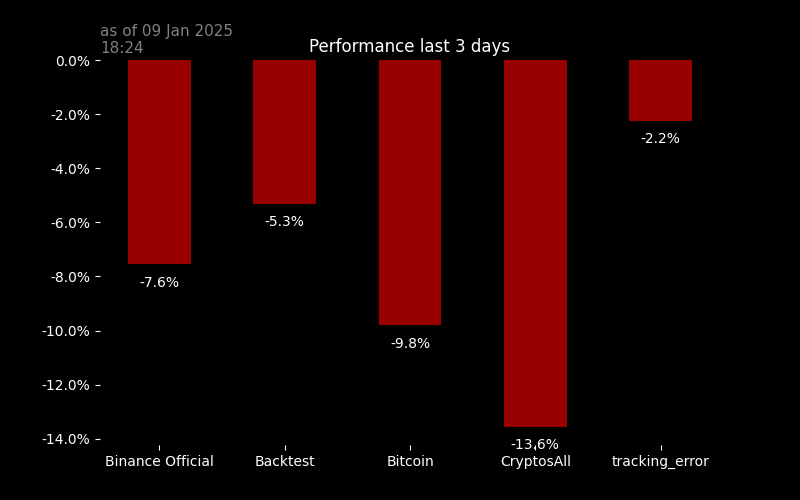 as of 09 Jan 2025
18:24
Performance last 3 days
0.0%
-2.0%
-4.0%
-6.0%
-8.0%
-10.0%
-12.0%
-14.0%
-7.6%
-5.3%
-9.8%
-13.6%
-2.2%
Binance Official
Backtest
Bitcoin
CryptosAll
tracking_error